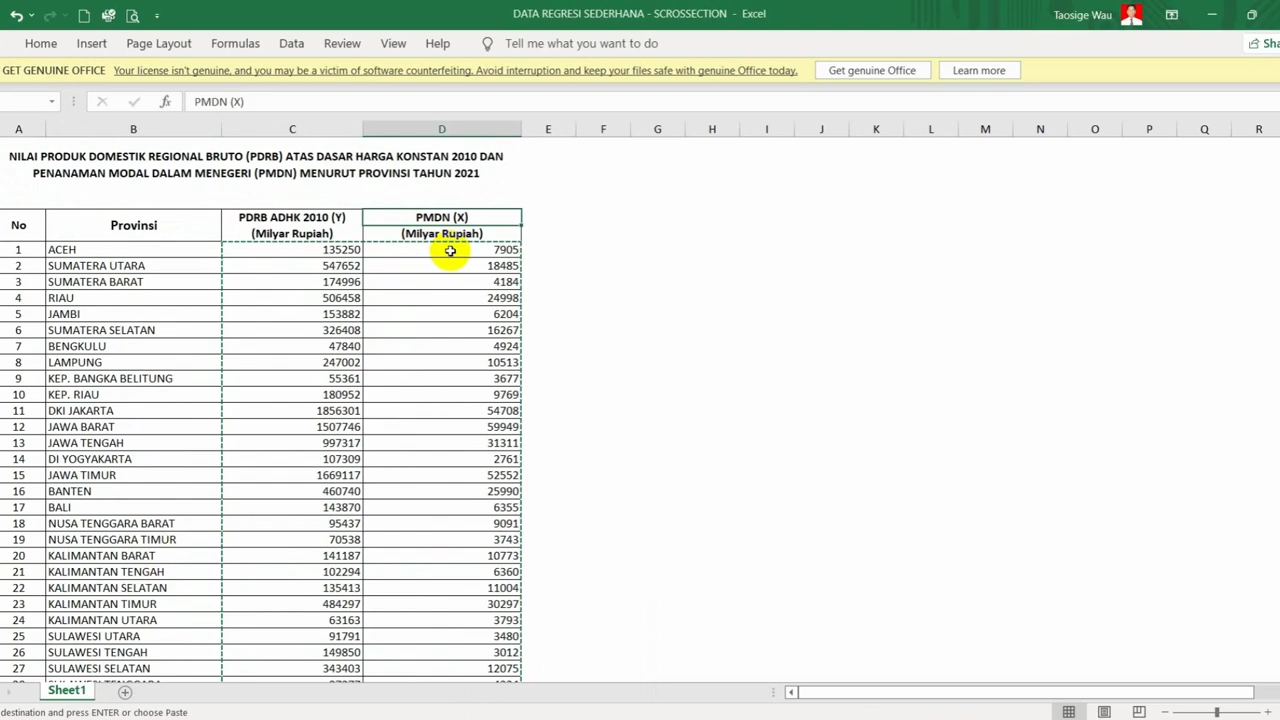 DATA REGRESI SEDERHANA - SCROSSECTION - Excel
Taosige Wau
Home Insert Page Layout Formulas Data Review View Help Tell me what you want to do
GET GENUINE OFFICE Your license isn't genuine, and you may be a victim of software counterfeiting. Avoid interruption and keep your files safe with genuine Office today. Get genuine Office Learn more
fx PMDN (X)
A B C D E F G H I J K L M N O P Q R
NILAI PRODUK DOMESTIK REGIONAL BRUTO (PDRB) ATAS DASAR HARGA KONSTAN 2010 DAN
PENANAMAN MODAL DALAM MENEGERI (PMDN) MENURUT PROVINSI TAHUN 2021
No Provinsi PDRB ADHK 2010 (Y) PMDN (X)
(Milyar Rupiah) (Milyar Rupiah)
1 ACEH 135250 7905
2 SUMATERA UTARA 547652 18485
3 SUMATERA BARAT 174996 4184
4 RIAU 506458 24998
5 JAMBI 153882 6204
6 SUMATERA SELATAN 326408 16267
7 BENGKULU 47840 4924
8 LAMPUNG 247002 10513
9 KEP. BANGKA BELITUNG 55361 3677
10 KEP. RIAU 180952 9769
11 DKI JAKARTA 1856301 54708
12 JAWA BARAT 1507746 59949
13 JAWA TENGAH 997317 31311
14 DI YOGYAKARTA 107309 2761
15 JAWA TIMUR 1669117 52552
16 BANTEN 460740 25990
17 BALI 143870 6355
18 NUSA TENGGARA BARAT 95437 9091
19 NUSA TENGGARA TIMUR 70538 3743
20 KALIMANTAN BARAT 141187 10773
21 KALIMANTAN TENGAH 102294 6360
22 KALIMANTAN SELATAN 135413 11004
23 KALIMANTAN TIMUR 484297 30297
24 KALIMANTAN UTARA 63163 3793
25 SULAWESI UTARA 91791 3480
26 SULAWESI TENGAH 149850 3012
27 SULAWESI SELATAN 343403 12075
Sheet1
destination and press ENTER or choose Paste